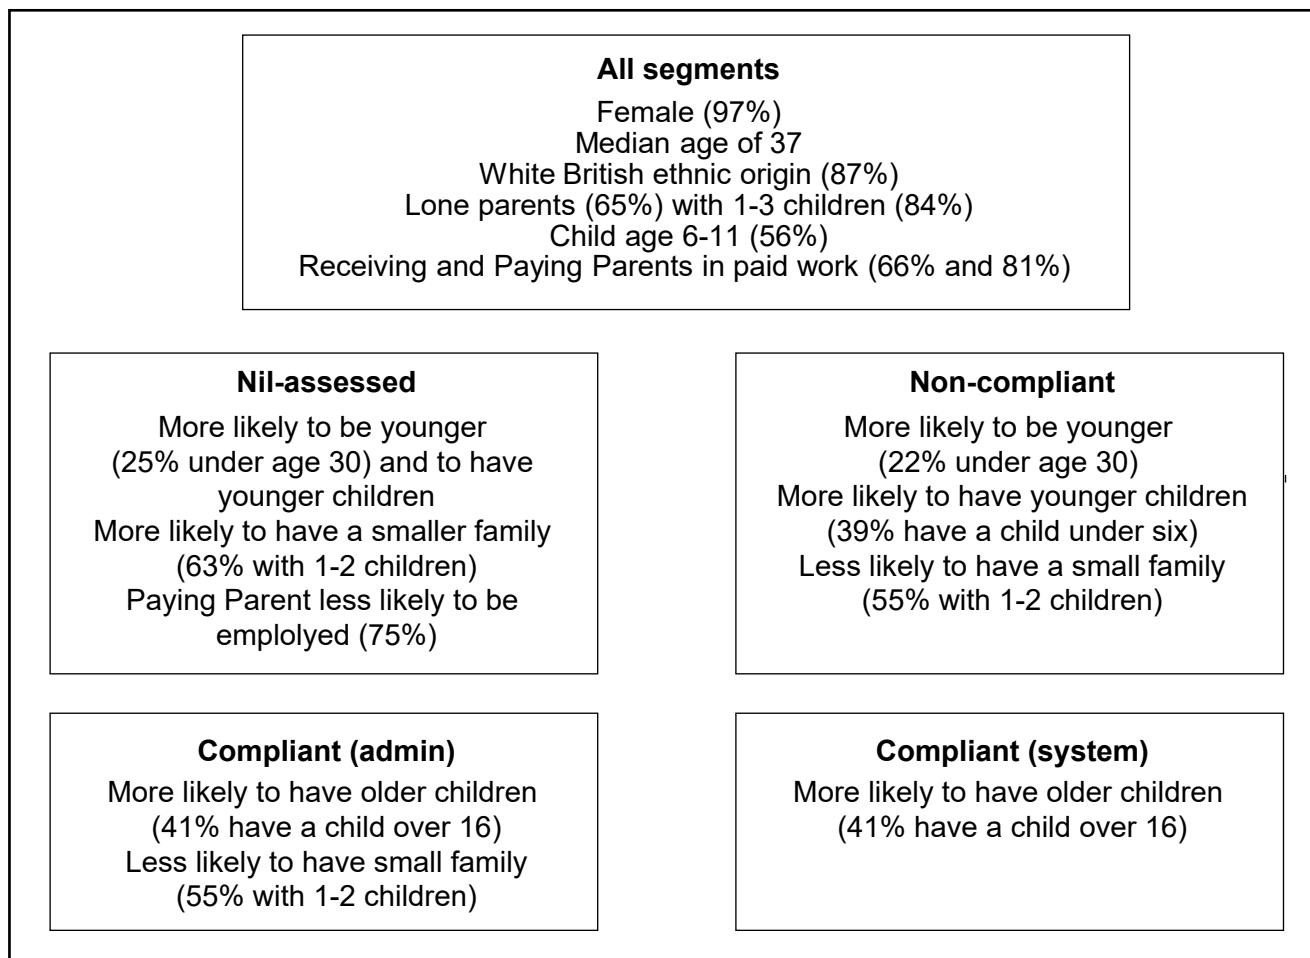 All segments
Female (97%)
Median age of 37
White British ethnic origin (87%)
Lone parents (65%) with 1-3 children (84%)
Child age 6-11 (56%)
Receiving and Paying Parents in paid work (66% and 81%)
Nil-assessed
More likely to be younger
(25% under age 30) and to have
younger children
More likely to have a smaller family
(63% with 1-2 children)
Paying Parent less likely to be
emplolyed (75%)
Non-compliant
More likely to be younger
(22% under age 30)
More likely to have younger children
(39% have a child under six)
Less likely to have a small family
(55% with 1-2 children)
Compliant (admin)
More likely to have older children
(41% have a child over 16)
Less likely to have small family
(55% with 1-2 children)
Compliant (system)
More likely to have older children
(41% have a child over 16)